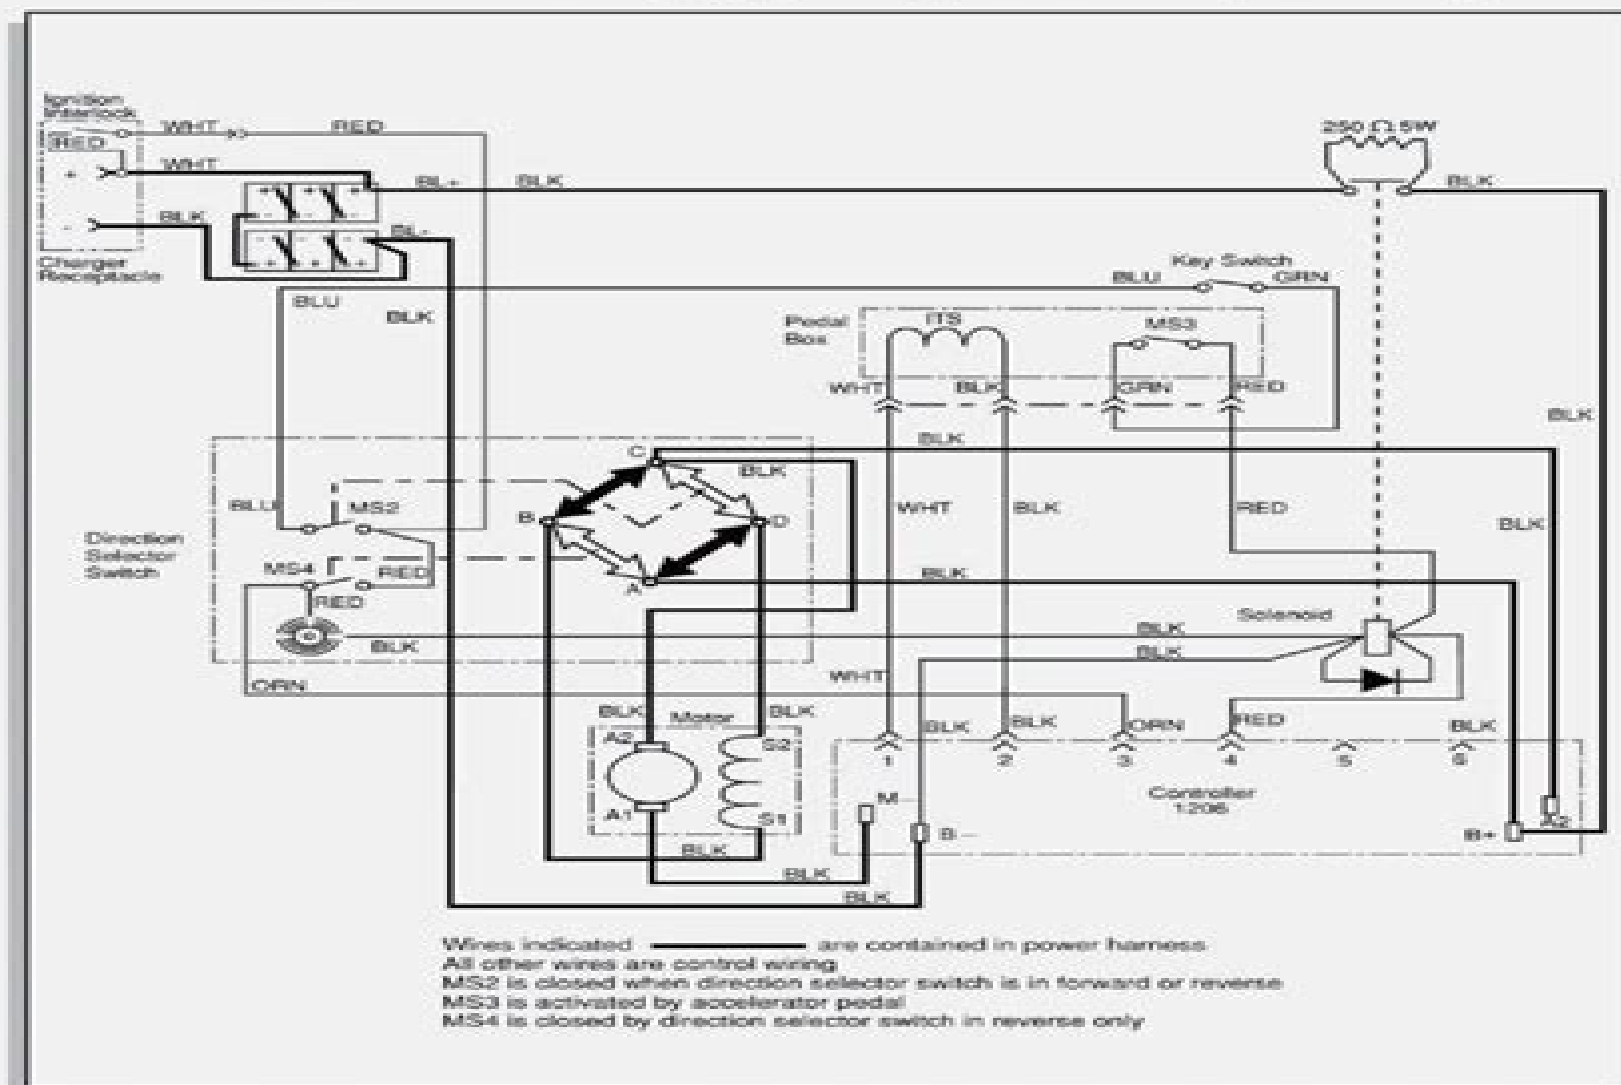 Ignition
Interlock
WHT
RED
RED
WHT
+
BL+
BLK
250 Ω 5W
BLK
-
BLK
BL-
Charger
Receptacle
BLU
BLK
Key Switch
BLU
GRN
Pedal
Box
ITS
MS3
WHT
BLK
GRN
RED
BLK
BLK
C
BLK
BLU
MS2
B
D
WHT
BLK
RED
BLK
Direction
Selector
Switch
MS4
RED
A
BLK
RED
Solenoid
BLK
BLK
BLK
ORN
WHT
BLK
Motor
BLK
BLK
BLK
ORN
RED
BLK
A2
S2
1
2
3
4
5
6
Controller
1206
M-
A1
S1
B-
B+
A2
BLK
BLK
BLK
Wires indicated are contained in power harness
All other wires are control wiring
MS2 is closed when direction selector switch is in forward or reverse
MS3 is activated by accelerator pedal
MS4 is closed by direction selector switch in reverse only